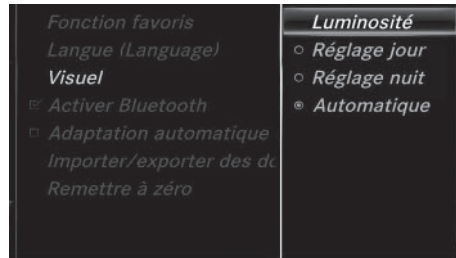 Fonction favoris
Langue (Language)
Visuel
Activer Bluetooth
Adaptation automatique
Importer/exporter des
Remettre à zéro
Luminosité
Réglage jour
Réglage nuit
Automatique